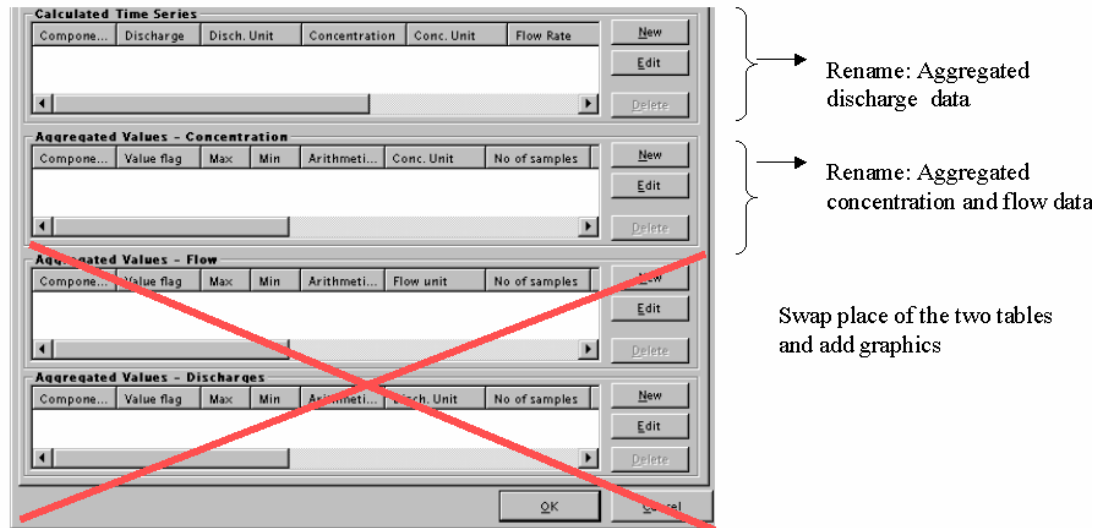 Calculated Time Series
Compone... Discharge Disch. Unit Concentration Conc. Unit Flow Rate
New
Edit
Delete
Rename: Aggregated
discharge data
Aggregated Values - Concentration
Compone... Value flag Max Min Arithmeti... Conc. Unit No of samples
New
Edit
Delete
Rename: Aggregated
concentration and flow data
Aggregated Values - Flow
Compone... Value flag Max Min Arithmeti... Flow unit No of samples
New
Edit
Delete
Swap place of the two tables
and add graphics
Aggregated Values - Discharges
Compone... Value flag Max Min Arithmeti... Disch. Unit No of samples
New
Edit
Delete
OK Cancel